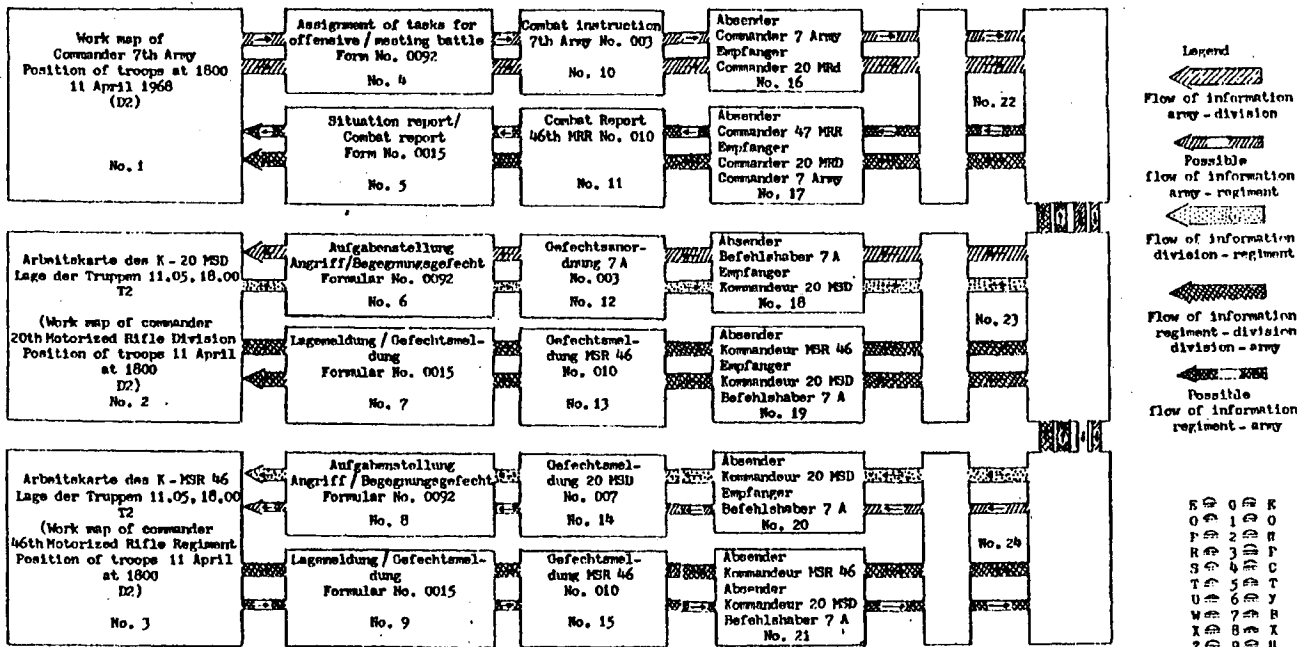 Work map of
Commander 7th Army
Position of troops at 1800
11 April 1968
(D2)
No. 1
Assignment of tasks for
offensive / meeting battle
Form No. 0092
No. 4
Combat instruction
7th Army No. 003
No. 10
Absender
Commander 7 Army
Empfanger
Commander 20 MRd
No. 16
No. 22
Situation report/
Combat report
Form No. 0015
No. 5
Combat Report
46th MRR No. 010
No. 11
Absender
Commander 47 MRR
Empfanger
Commander 20 MRD
Commander 7 Army
No. 17
Arbeitskarte des K - 20 MSD
Lage der Truppen 11.05, 18.00
T2
(Work map of commander
20th Motorized Rifle Division
Position of troops 11 April
at 1800
D2)
No. 2
Aufgabenstellung
Angriff/Begegnungsgefecht
Formular No. 0092
No. 6
Gefechtsanor-
dnung 7 A
No. 003
No. 12
Absender
Befehlshaber 7 A
Empfanger
Kommandeur 20 MSD
No. 18
No. 23
Lagemeldung / Gefechtsmel-
dung
Formular No. 0015
No. 7
Gefechtsmel-
dung MSR 46
No. 010
No. 13
Absender
Kommandeur MSR 46
Empfanger
Kommandeur 20 MSD
Befehlshaber 7 A
No. 19
Arbeitskarte des K - MSR 46
Lage der Truppen 11.05, 18.00
T2
(Work map of commander
46th Motorized Rifle Regiment
Position of troops 11 April
at 1800
D2)
No. 3
Aufgabenstellung
Angriff / Begegnungsgefecht
Formular No. 0092
No. 8
Gefechtsmel-
dung 20 MSD
No. 007
No. 14
Absender
Kommandeur 20 MSD
Empfanger
Befehlshaber 7 A
No. 20
No. 24
Lagemeldung / Gefechtsmel-
dung
Formular No. 0015
No. 9
Gefechtsmel-
dung MSR 46
No. 010
No. 15
Absender
Kommandeur MSR 46
Absender
Kommandeur 20 MSD
Befehlshaber 7 A
No. 21
Legend
Flow of information
army - division
Possible
flow of information
army - regiment
Flow of information
division - regiment
Flow of information
regiment - division
division - army
Possible
flow of information
regiment - army
0
1 O
2
R 3
S 4 C
T 5 T
U 6
W 7
X 8 X
9